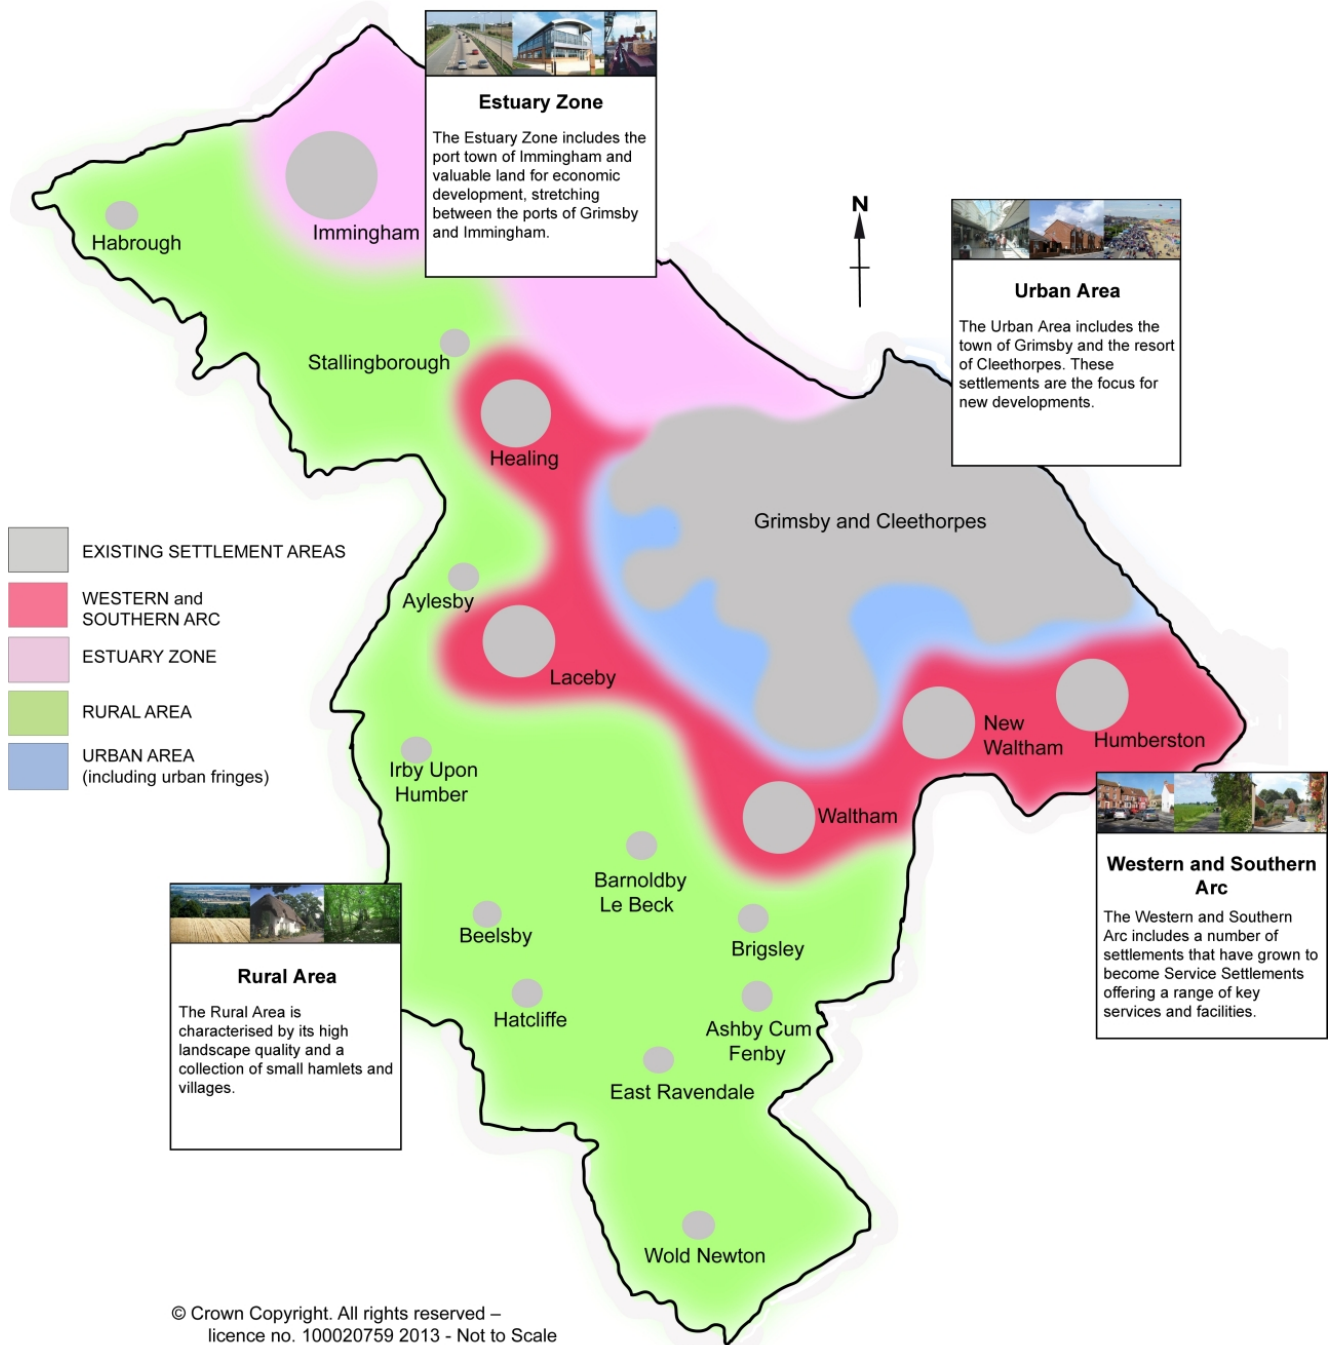 Estuary Zone
The Estuary Zone includes the
port town of Immingham and
valuable land for economic
development, stretching
between the ports of Grimsby
and Immingham.
N
Urban Area
The Urban Area includes the
town of Grimsby and the resort
of Cleethorpes. These
settlements are the focus for
new developments.
Habrough
Immingham
Stallingborough
Healing
Grimsby and Cleethorpes
EXISTING SETTLEMENT AREAS
WESTERN and
SOUTHERN ARC
ESTUARY ZONE
RURAL AREA
URBAN AREA
(including urban fringes)
Aylesby
Laceby
Irby Upon
Humber
New
Waltham
Humberston
Waltham
Barnoldby
Le Beck
Beelsby
Brigsley
Hatcliffe
Ashby Cum
Fenby
East Ravendale
Wold Newton
Western and Southern
Arc
The Western and Southern
Arc includes a number of
settlements that have grown to
become Service Settlements
offering a range of key
services and facilities.
Rural Area
The Rural Area is
characterised by its high
landscape quality and a
collection of small hamlets and
villages.
© Crown Copyright. All rights reserved –
licence no. 100020759 2013 - Not to Scale